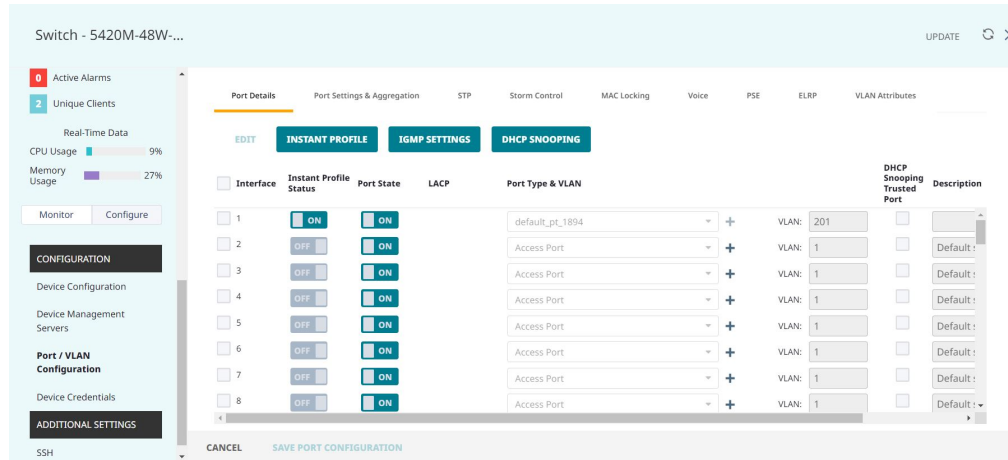 Switch - 5420M-48W-...
UPDATE
0 Active Alarms
2 Unique Clients
Real-Time Data
CPU Usage 9%
Memory Usage 27%
Monitor Configure
CONFIGURATION
Device Configuration
Device Management
Servers
Port / VLAN
Configuration
Device Credentials
ADDITIONAL SETTINGS
SSH
Port Details Port Settings & Aggregation STP Storm Control MAC Locking Voice PSE ELRP VLAN Attributes
EDIT INSTANT PROFILE IGMP SETTINGS DHCP SNOOPING
Interface Instant Profile Status Port State LACP Port Type & VLAN DHCP Snooping Trusted Port Description
1 ON ON default_pt_1894 + VLAN: 201
2 OFF ON Access Port + VLAN: 1 Default
3 OFF ON Access Port + VLAN: 1 Default
4 OFF ON Access Port + VLAN: 1 Default
5 OFF ON Access Port + VLAN: 1 Default
6 OFF ON Access Port + VLAN: 1 Default
7 OFF ON Access Port + VLAN: 1 Default
8 OFF ON Access Port + VLAN: 1 Default
CANCEL SAVE PORT CONFIGURATION